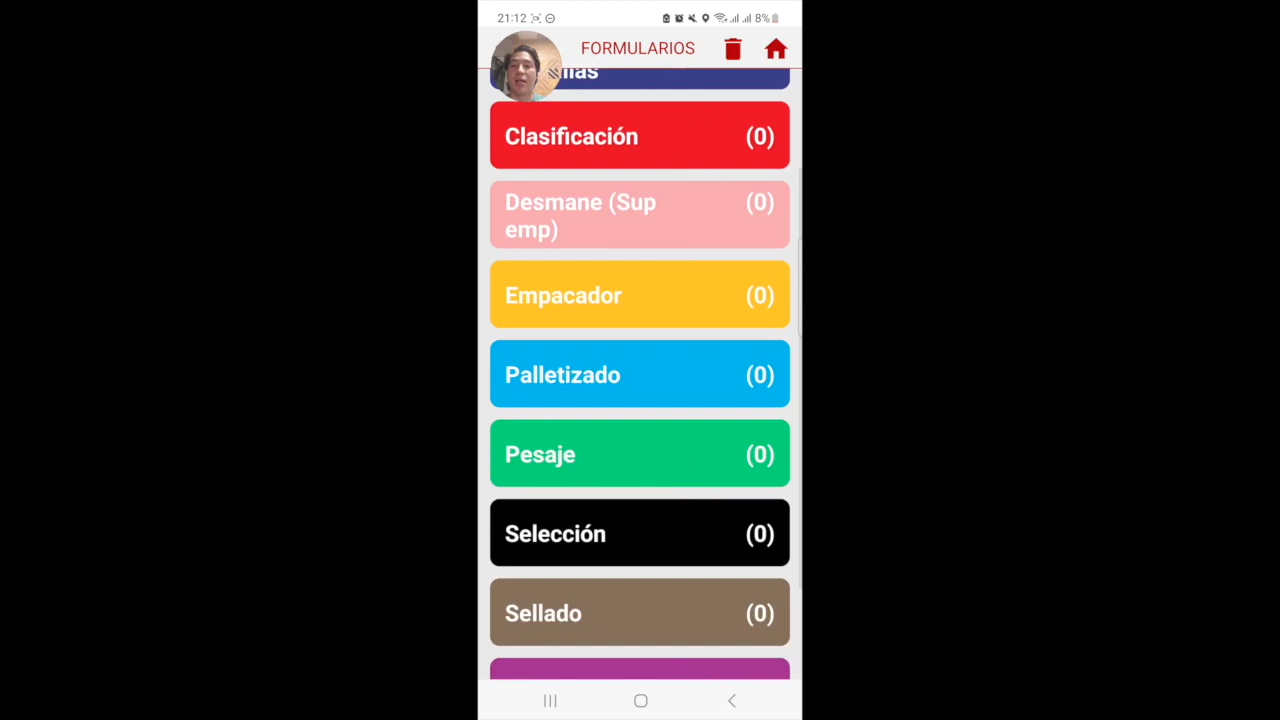 21:12 8%
FORMULARIOS
Clasificación (0)
Desmane (Sup (0)
emp)
Empacador (0)
Palletizado (0)
Pesaje (0)
Selección (0)
Sellado (0)